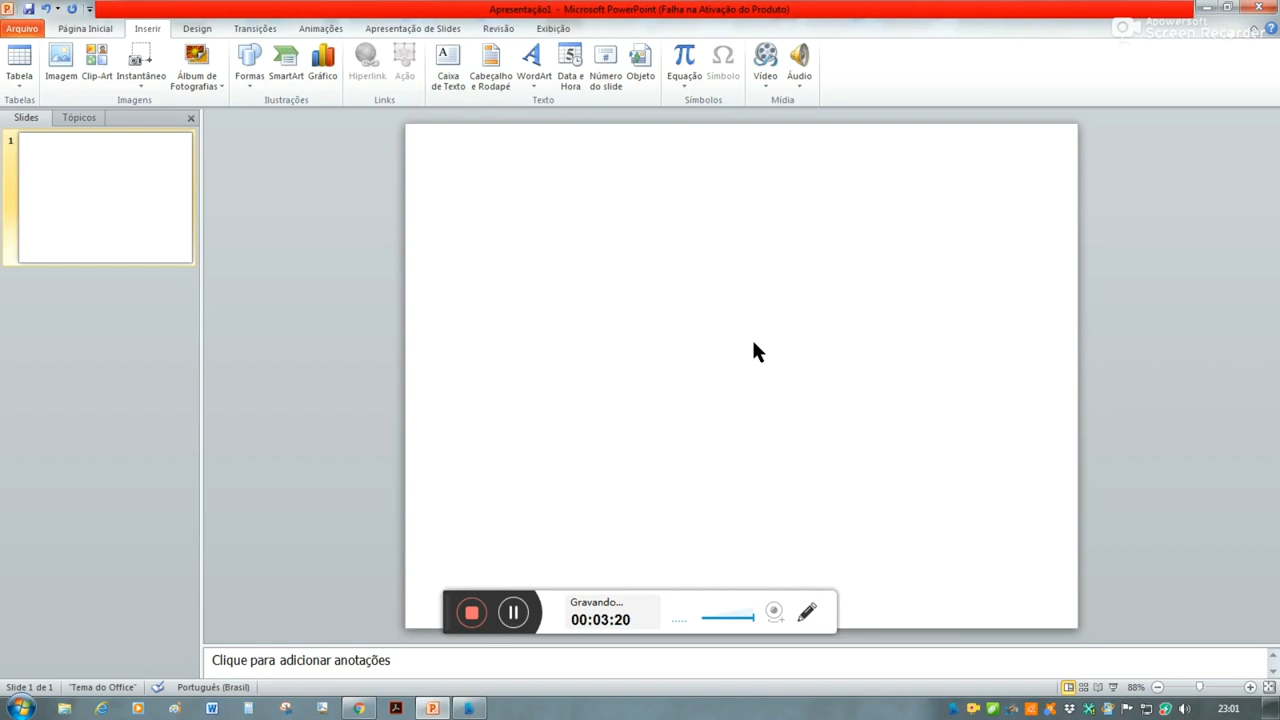 Apresentação1 - Microsoft PowerPoint (Falha na Ativação do Produto)
Arquivo Página Inicial Inserir Design Transições Animações Apresentação de Slides Revisão Exibição
Apowersoft
Screen Recorder
Tabela Imagem Clip-Art Instantâneo Álbum de Fotografias Formas SmartArt Gráfico Hiperlink Ação Caixa de Texto Cabeçalho e Rodapé WordArt Data e Hora Número do slide Objeto Equação Símbolo Vídeo Áudio
Tabelas Imagens Ilustrações Links Texto Símbolos Mídia
Slides Tópicos
1
Gravando...
00:03:20
Clique para adicionar anotações
Slide 1 de 1 "Tema do Office" Português (Brasil) 88%
23:01